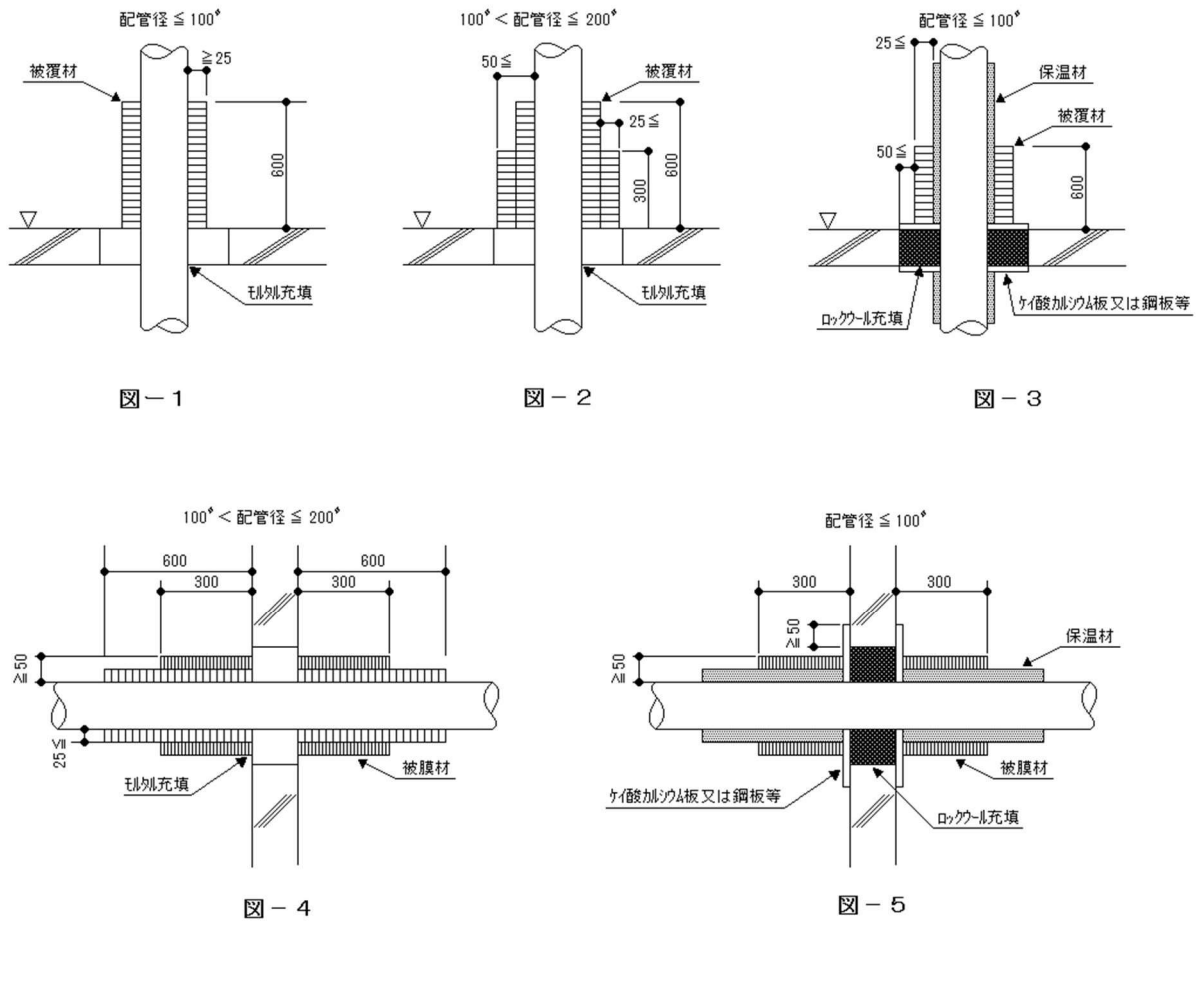 配管径 ≦ 100φ
被覆材
≧ 25
600
モルタル充填
図－1
100φ < 配管径 ≦ 200φ
50 ≦
被覆材
25 ≦
300
600
モルタル充填
図－2
配管径 ≦ 100φ
25 ≦
保温材
被覆材
50 ≦
600
ロックウール充填
ケイ酸カルシウム板又は鋼板等
図－3
100φ < 配管径 ≦ 200φ
600
600
300
300
≧ 50
25 ≦
モルタル充填
被膜材
図－4
配管径 ≦ 100φ
300
300
≧ 50
≧ 50
保温材
被膜材
ケイ酸カルシウム板又は鋼板等
ロックウール充填
図－5